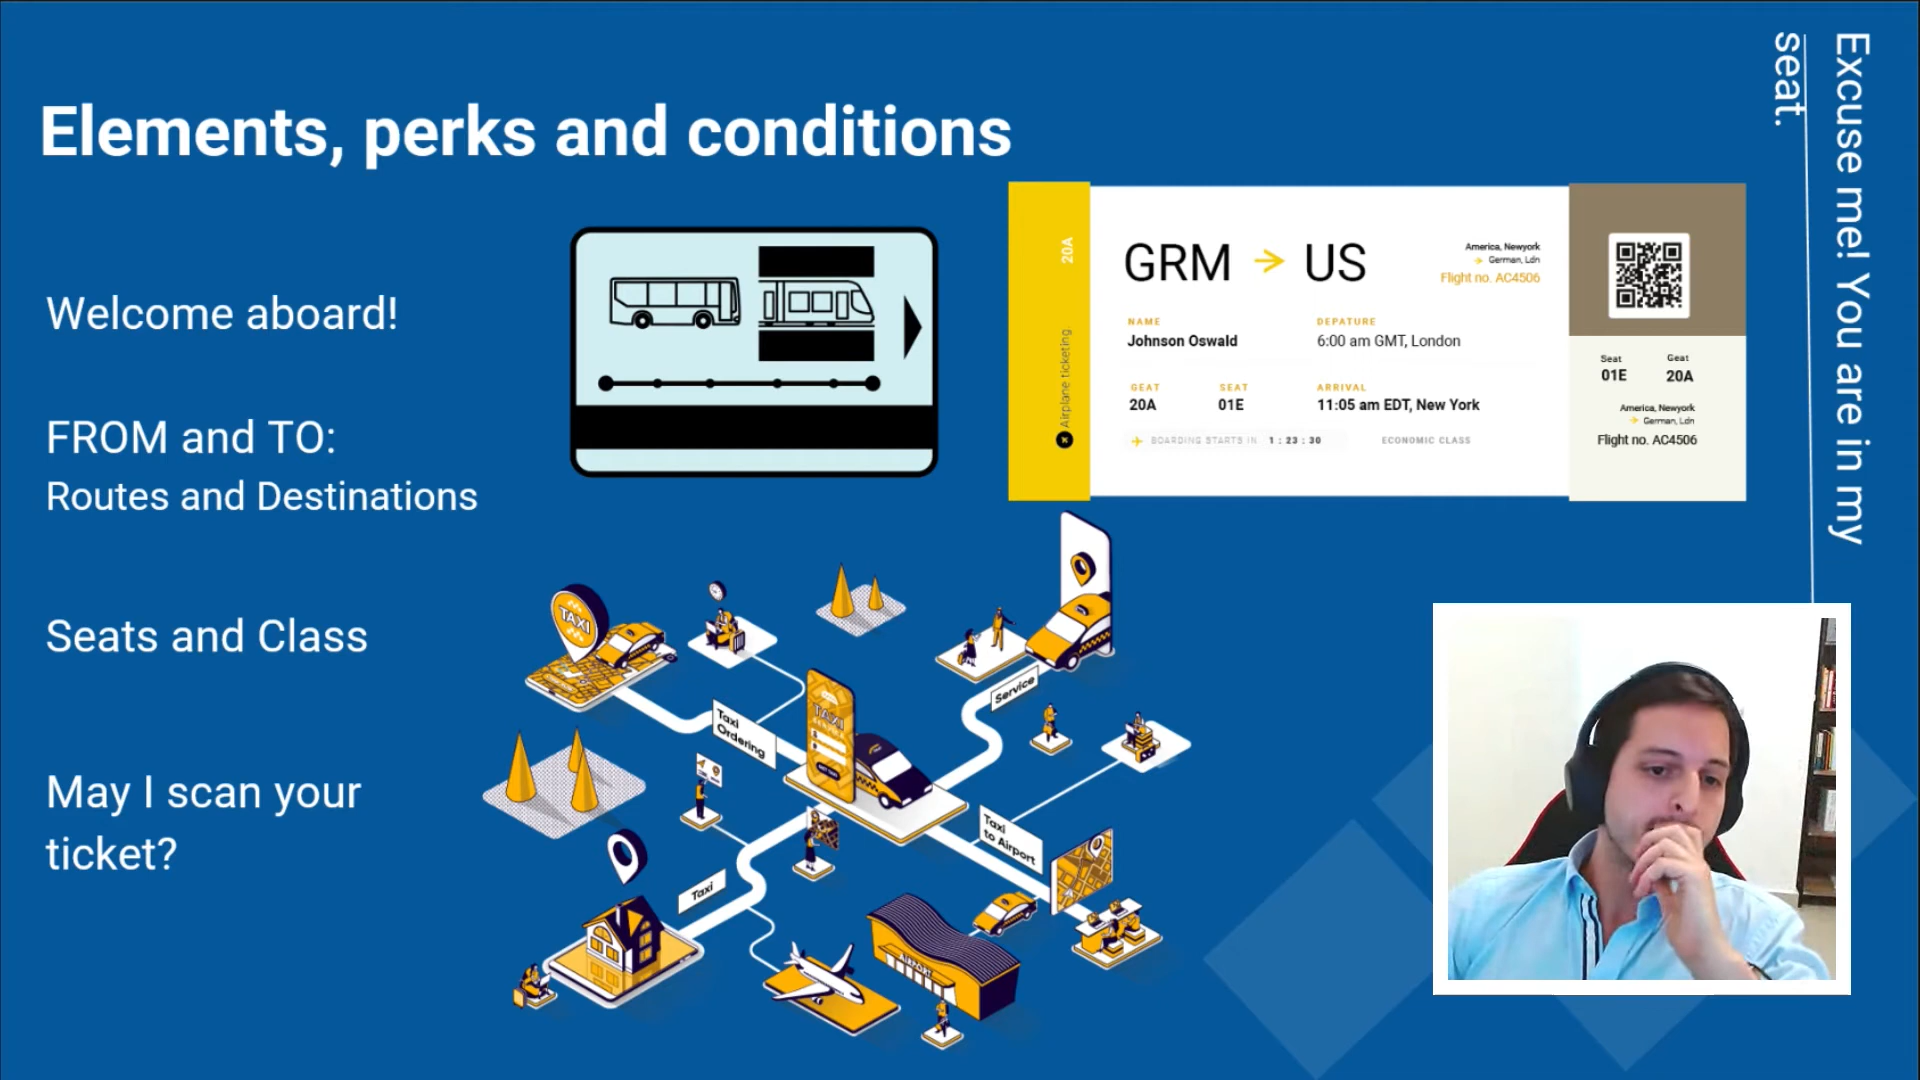 Elements, perks and conditions
Welcome aboard!
FROM and TO:
Routes and Destinations
Seats and Class
May I scan your
ticket?
20A
Airplane ticketing.
GRM → US
America, Newyork
→ German, Ldn
Flight no. AC4506
NAME
Johnson Oswald
DEPATURE
6:00 am GMT, London
GEAT
20A
SEAT
01E
ARRIVAL
11:05 am EDT, New York
BOARDING STARTS IN 1 : 23 : 30
ECONOMIC CLASS
Seat
01E
Geat
20A
America, Newyork
→ German, Ldn
Flight no. AC4506
Excuse me! You are in my
seat.
TAXI
Taxi
Ordering
TAXI
Service
Taxi
to Airport
Taxi
AIRPORT